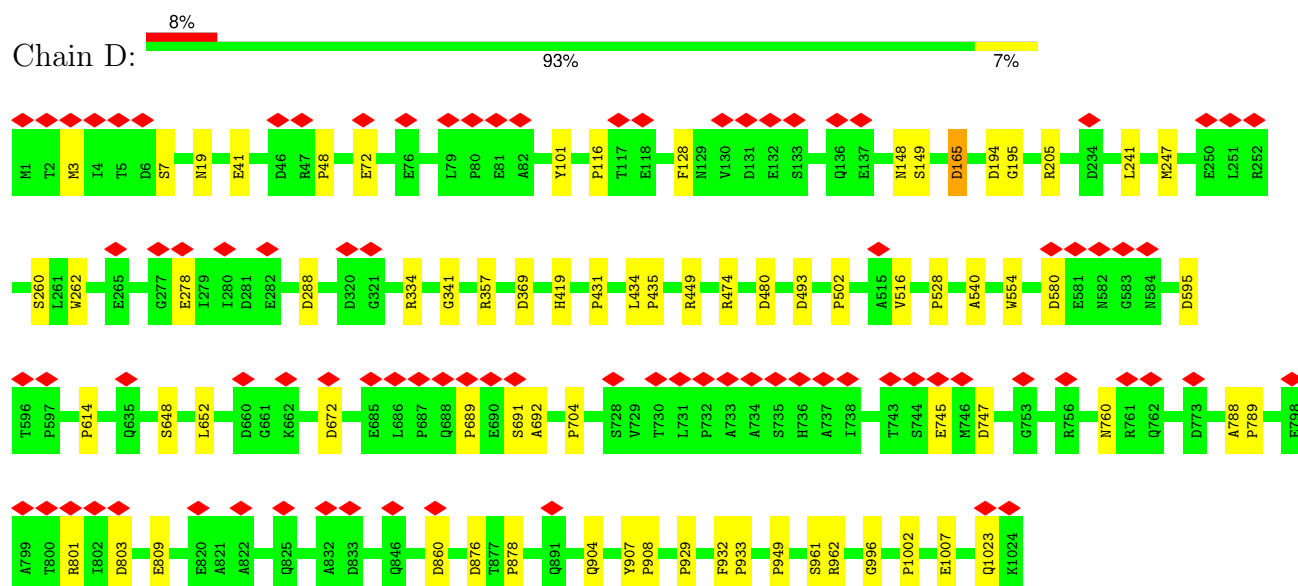 8%
Chain D:
93% 7%
M1 T2 M3 I4 T5 D6 S7 N19 E41 D46 R47 P48 E72 E76 L79 P80 E81 A82 Y101 P116 T117 E118 F128 N129 V130 D131 E132 S133 Q136 E137 N148 S149 D165 D194 G195 R205 D234 L241 M247 E250 L251 R252
S260 L261 W262 E265 G277 E278 I279 I280 D281 E282 D288 D320 G321 R334 G341 R357 D369 H419 P431 L434 P435 R449 R474 D480 D493 P502 A515 V516 P528 A540 W554 D580 E581 N582 G583 N584 D595
T596 P597 P614 Q635 S648 L652 D660 G661 K662 D672 E685 L686 P687 Q688 P689 E690 S691 A692 P704 S728 V729 T730 L731 P732 A733 A734 S735 H736 A737 I738 T743 S744 E745 M746 D747 G753 R756 N760 R761 Q762 D773 A788 P789 E798
A799 T800 R801 I802 D803 E809 E820 A821 A822 Q825 A832 D833 Q846 D860 D876 T877 P878 Q891 Q904 Y907 P908 P929 F932 P933 P949 S961 R962 G996 P1002 E1007 Q1023 K1024